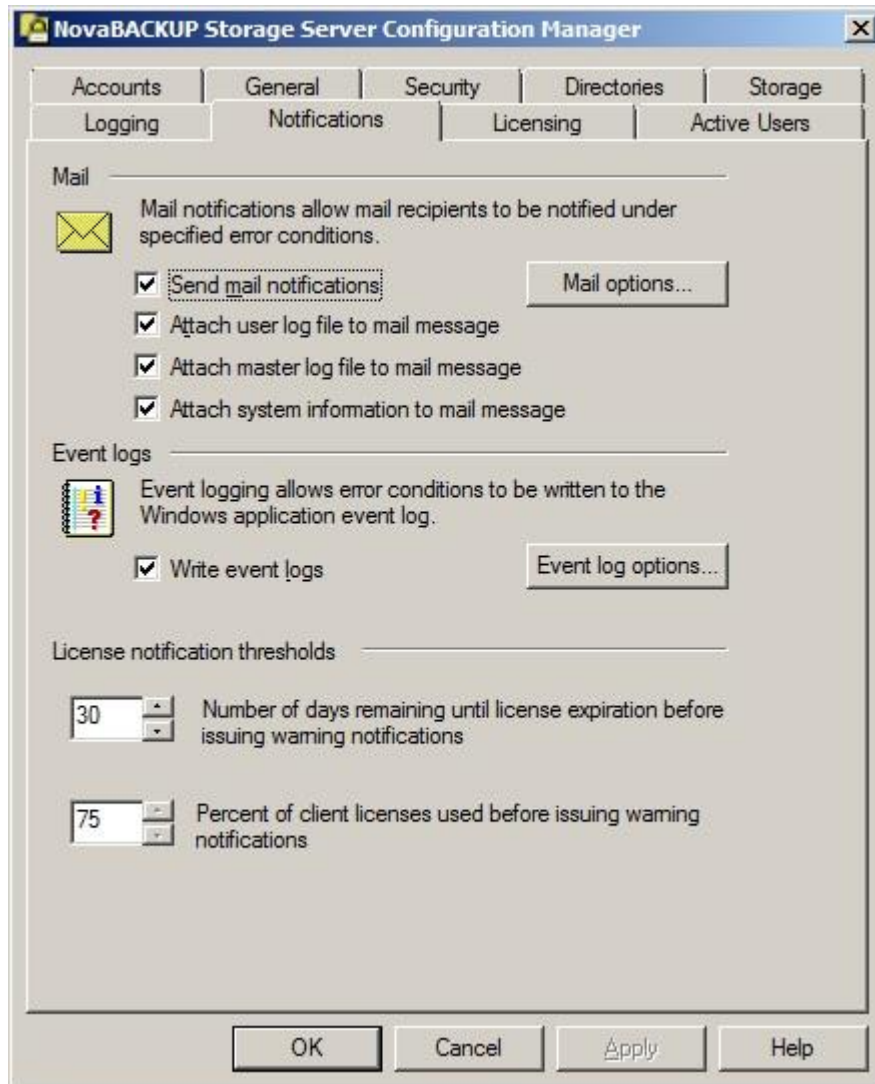 NovaBACKUP Storage Server Configuration Manager
Accounts General Security Directories Storage
Logging Notifications Licensing Active Users
Mail
Mail notifications allow mail recipients to be notified under
specified error conditions.
Send mail notifications Mail options...
Attach user log file to mail message
Attach master log file to mail message
Attach system information to mail message
Event logs
Event logging allows error conditions to be written to the
Windows application event log.
Write event logs Event log options...
License notification thresholds
30 Number of days remaining until license expiration before
issuing warning notifications
75 Percent of client licenses used before issuing warning
notifications
OK Cancel Apply Help